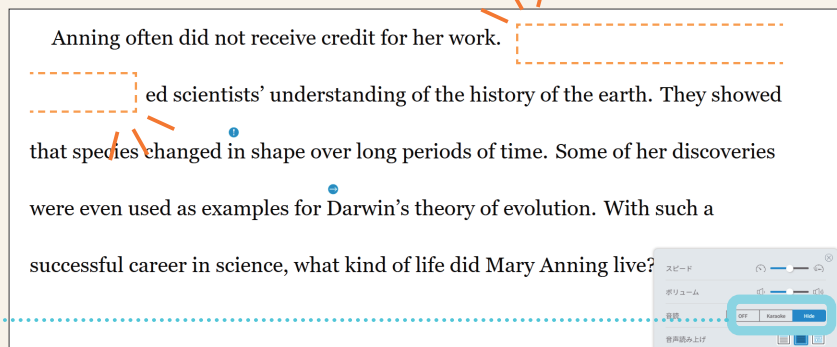 Anning often did not receive credit for her work.
ed scientists’ understanding of the history of the earth. They showed
that species changed in shape over long periods of time. Some of her discoveries
were even used as examples for Darwin’s theory of evolution. With such a
successful career in science, what kind of life did Mary Anning live?
スピード
ボリューム
音読 OFF Karaoke Hide
音声読み上げ